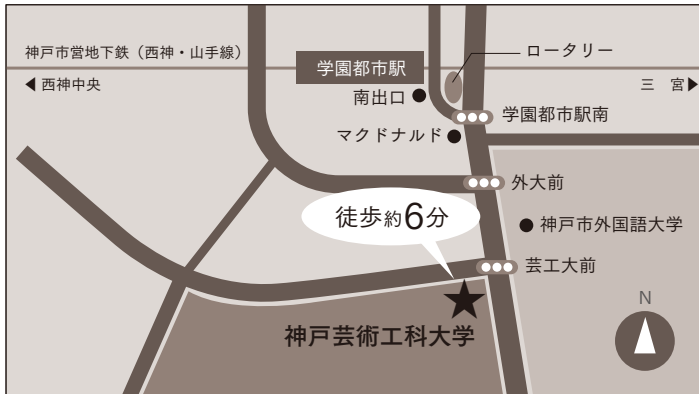 神戸市営地下鉄（西神・山手線）
ロータリー
学園都市駅
◀ 西神中央
三　宮▶
南出口
学園都市駅南
マクドナルド
外大前
徒歩約6分
神戸市外国語大学
芸工大前
N
神戸芸術工科大学